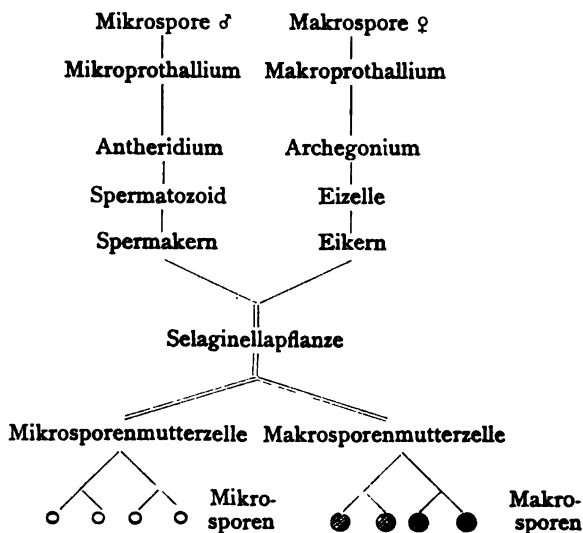 Mikrospore ♂ Makrospore ♀
Mikroprothallium Makroprothallium
Antheridium Archegonium
Spermatozoid Eizelle
Spermakern Eikern
Selaginellapflanze
Mikrosporenmutterzelle Makrosporenmutterzelle
Mikro-
sporen
Makro-
sporen